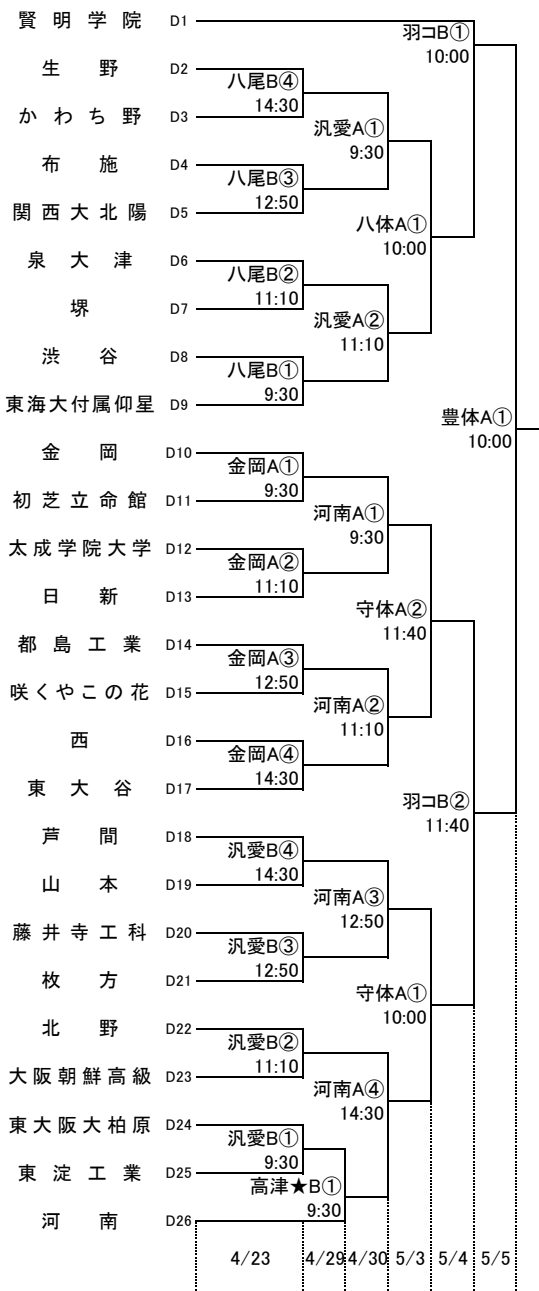 賢明学院 D1
羽コB①
10:00
生野 D2
八尾B④
14:30
かわち野 D3
汎愛A①
9:30
布施 D4
八尾B③
12:50
関西大北陽 D5
八体A①
10:00
泉大津 D6
八尾B②
11:10
堺 D7
汎愛A②
11:10
渋谷 D8
八尾B①
9:30
東海大付属仰星 D9
豊体A①
10:00
金岡 D10
金岡A①
9:30
初芝立命館 D11
河南A①
9:30
太成学院大学 D12
金岡A②
11:10
日新 D13
守体A②
11:40
都島工業 D14
金岡A③
12:50
咲くやこの花 D15
河南A②
11:10
西 D16
金岡A④
14:30
東大谷 D17
羽コB②
11:40
芦間 D18
汎愛B④
14:30
山本 D19
河南A③
12:50
藤井寺工科 D20
汎愛B③
12:50
枚方 D21
守体A①
10:00
北野 D22
汎愛B②
11:10
大阪朝鮮高級 D23
河南A④
14:30
東大阪大柏原 D24
汎愛B①
9:30
東淀工業 D25
高津★B①
9:30
河南 D26
4/23 4/29 4/30 5/3 5/4 5/5